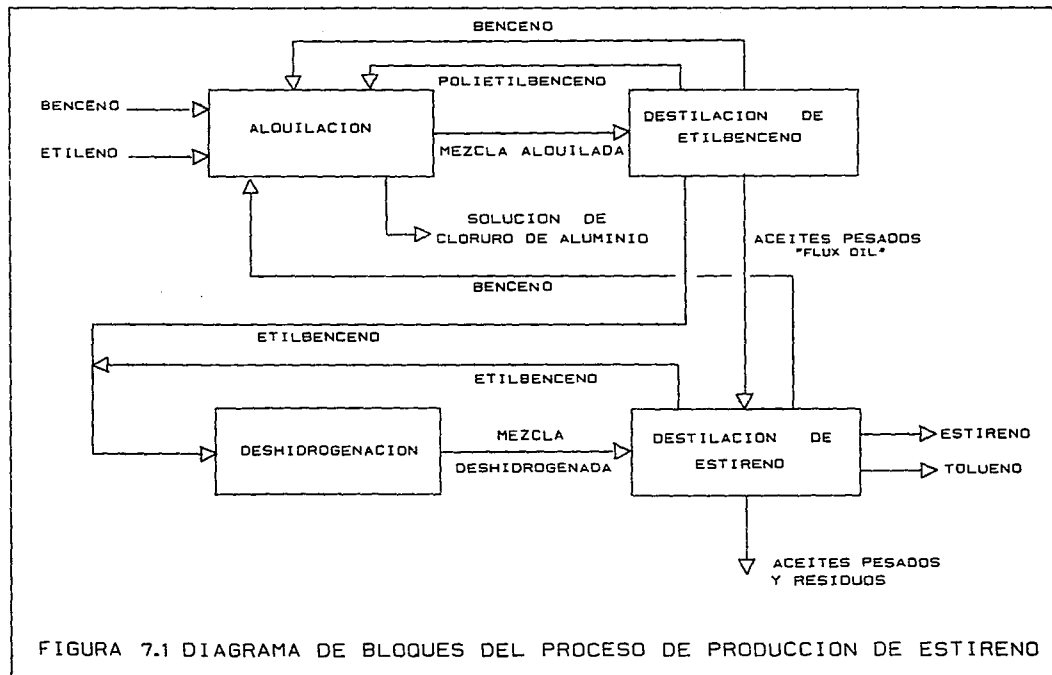 BENCENO
POLIETILBENCENO
BENCENO
ETILENO
ALQUILACION
MEZCLA ALQUILADA
DESTILACION DE
ETILBENCENO
SOLUCION DE
CLORURO DE ALUMINIO
ACEITES PESADOS
"FLUX OIL"
BENCENO
ETILBENCENO
ETILBENCENO
DESHIDROGENACION
MEZCLA
DESHIDROGENADA
DESTILACION DE
ESTIRENO
ESTIRENO
TOLUENO
ACEITES PESADOS
Y RESIDUOS
FIGURA 7.1 DIAGRAMA DE BLOQUES DEL PROCESO DE PRODUCCION DE ESTIRENO